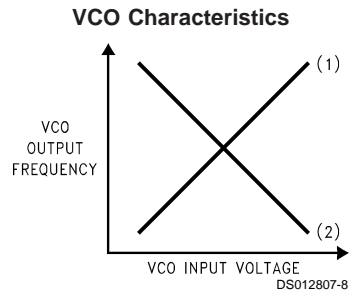 VCO Characteristics
(1)
VCO
OUTPUT
FREQUENCY
(2)
VCO INPUT VOLTAGE
DS012807-8